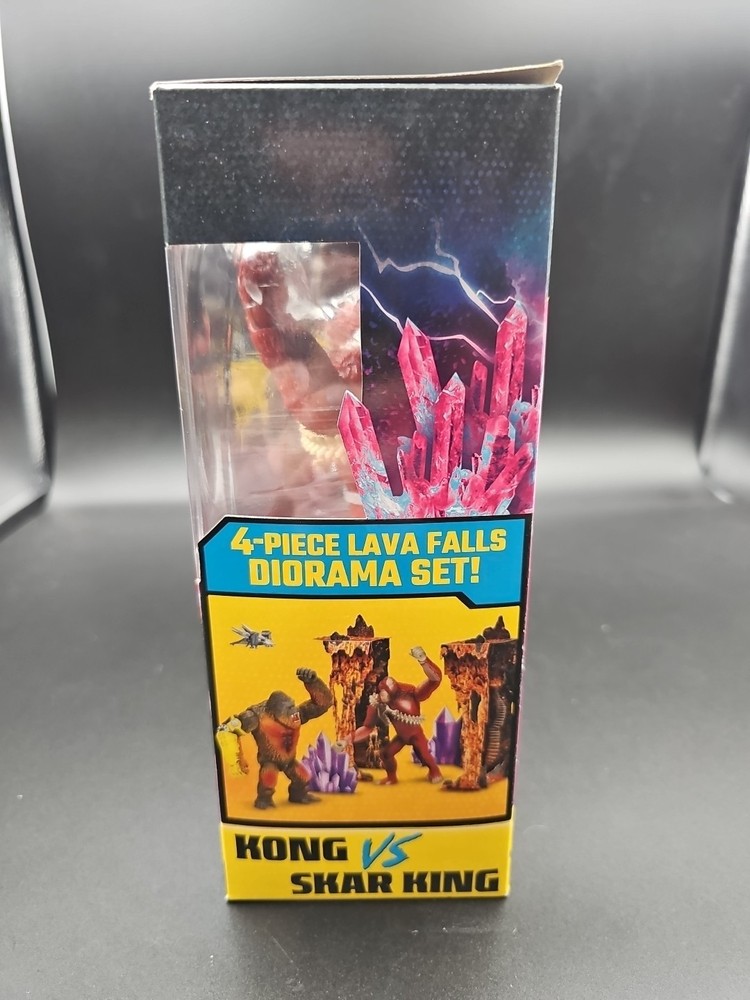 4-PIECE LAVA FALLS
DIORAMA SET!
KONG VS
SKAR KING